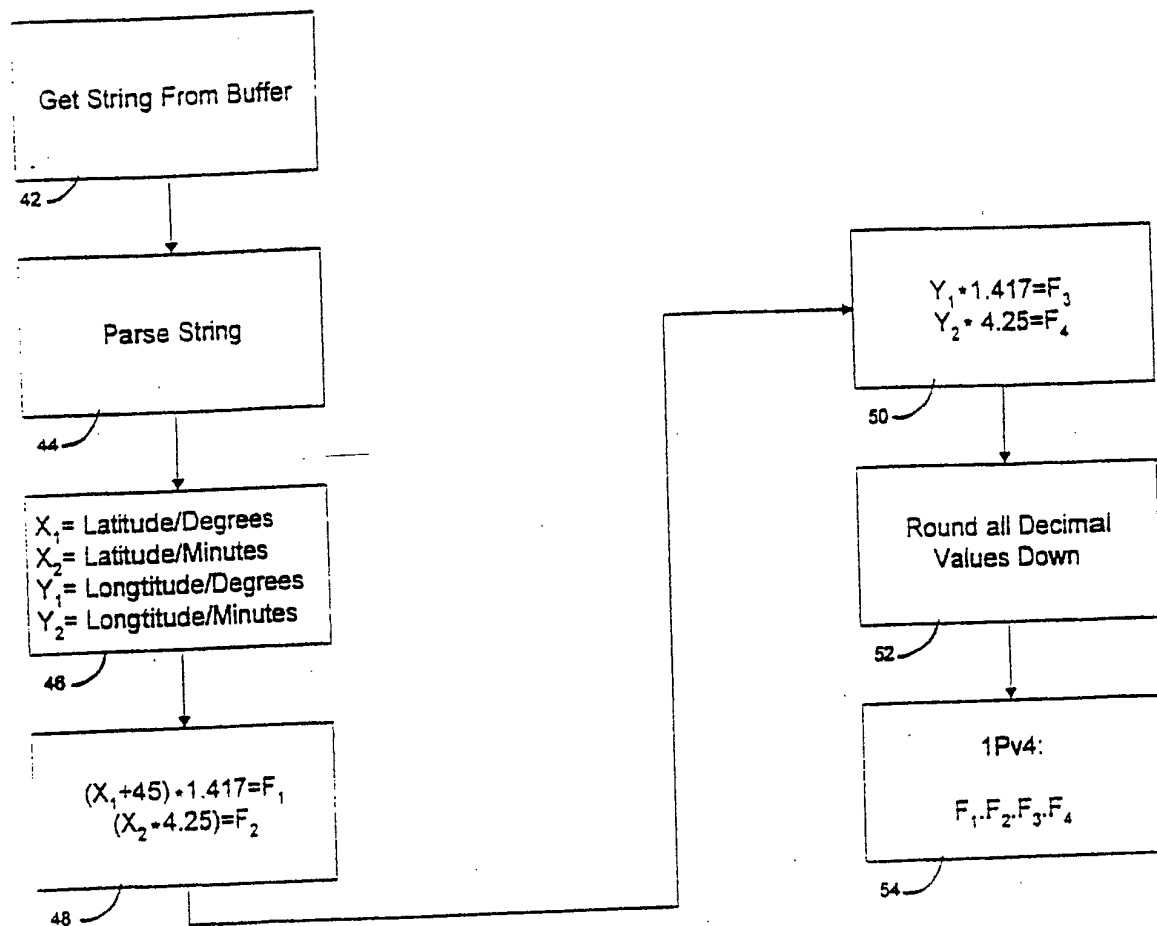 Get String From Buffer
42
Parse String
44
X₁= Latitude/Degrees
X₂= Latitude/Minutes
Y₁= Longtitude/Degrees
Y₂= Longtitude/Minutes
46
(X₁+45)*1.417=F₁
(X₂*4.25)=F₂
48
Y₁*1.417=F₃
Y₂* 4.25=F₄
50
Round all Decimal
Values Down
52
1Pv4:
F₁.F₂.F₃.F₄
54